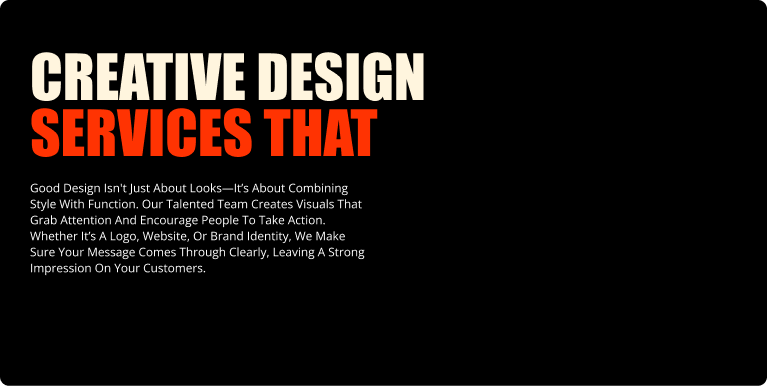 CREATIVE DESIGN
SERVICES THAT
Good Design Isn't Just About Looks—It’s About Combining
Style With Function. Our Talented Team Creates Visuals That
Grab Attention And Encourage People To Take Action.
Whether It’s A Logo, Website, Or Brand Identity, We Make
Sure Your Message Comes Through Clearly, Leaving A Strong
Impression On Your Customers.